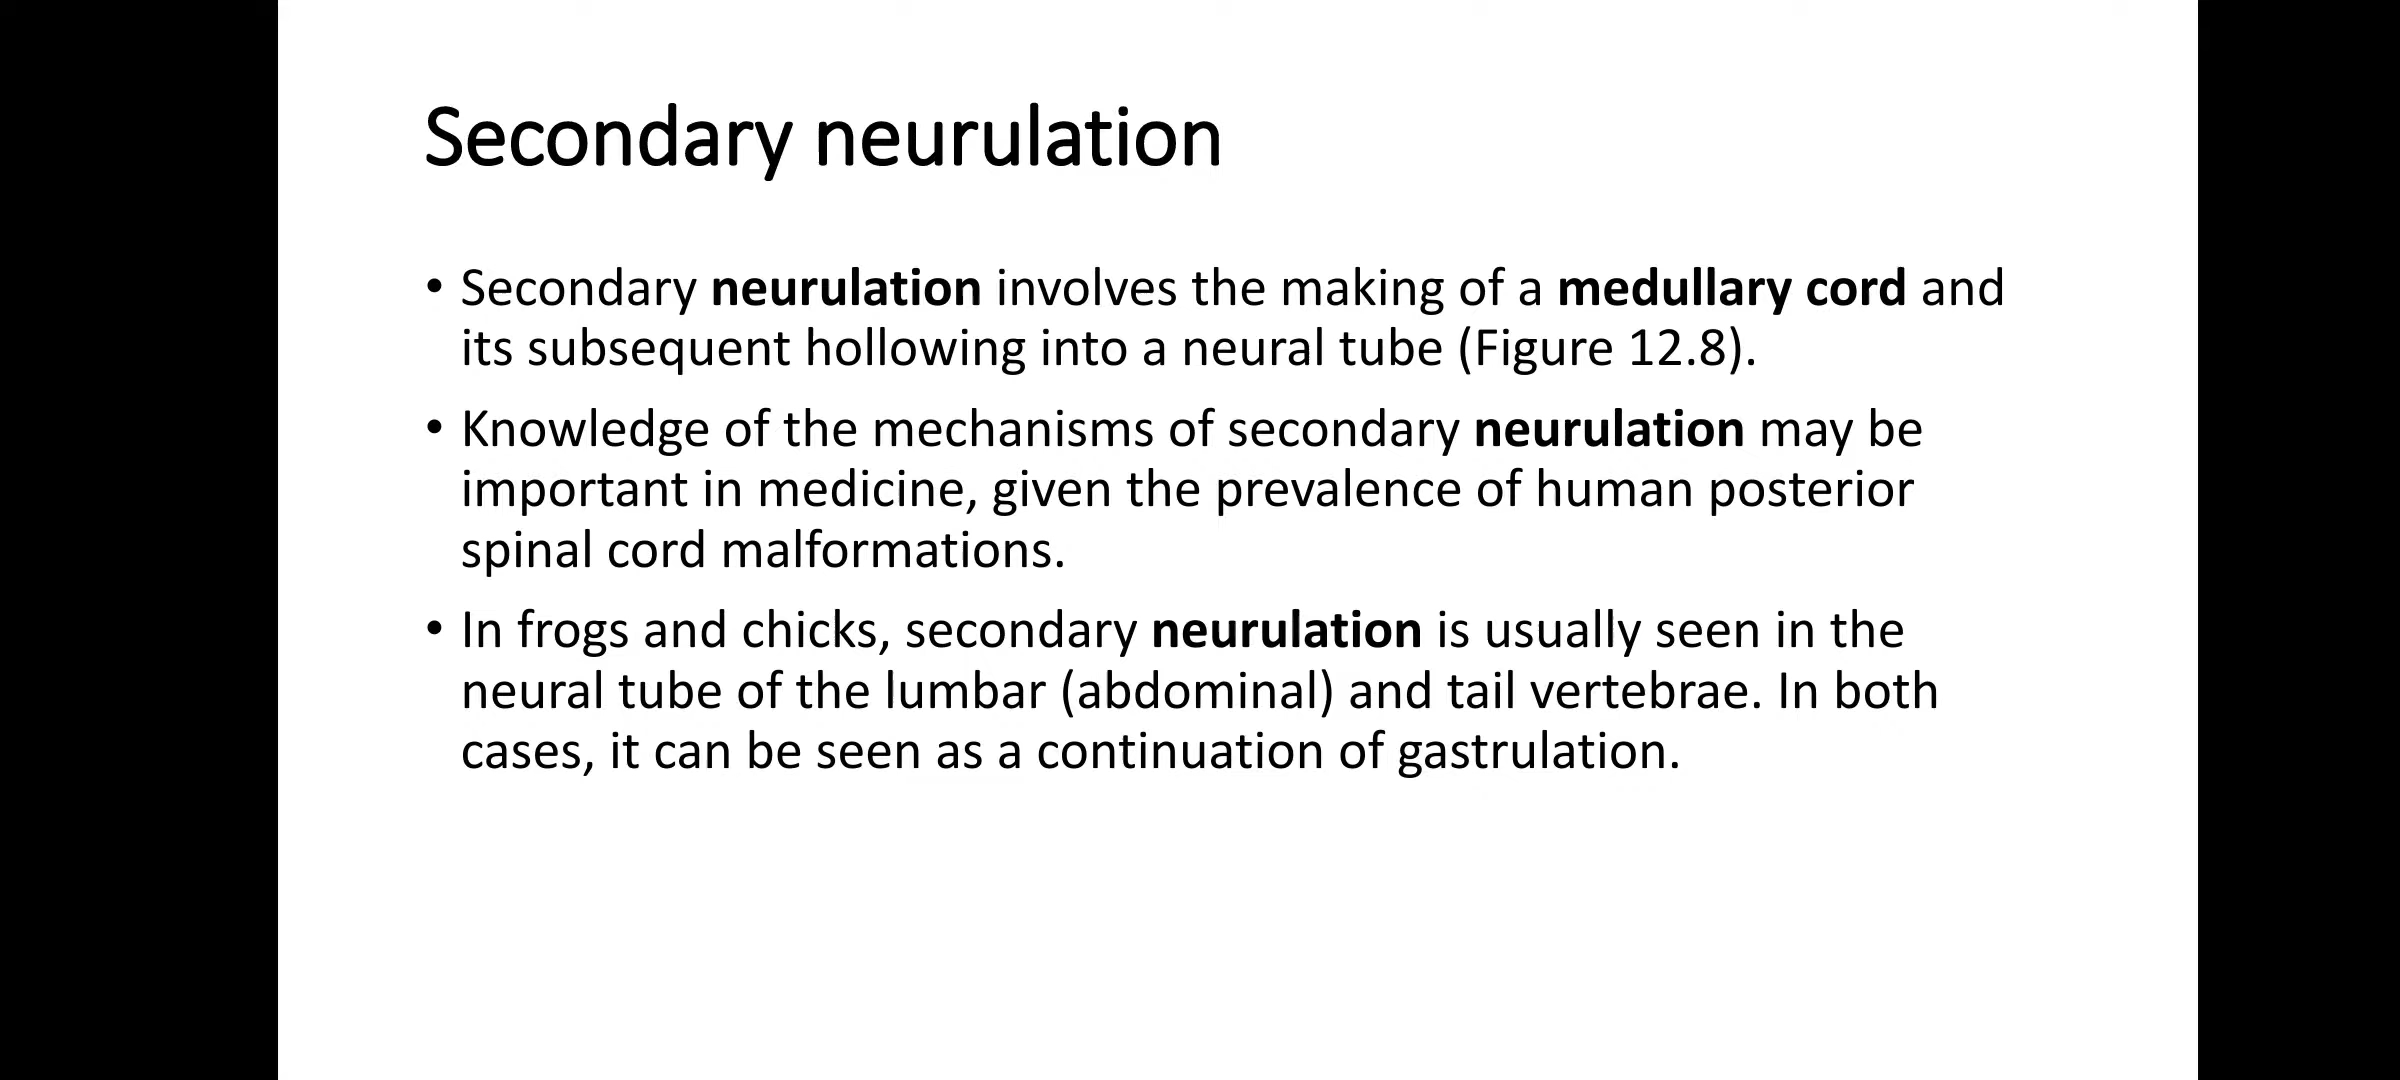 Secondary neurulation
• Secondary neurulation involves the making of a medullary cord and
its subsequent hollowing into a neural tube (Figure 12.8).
• Knowledge of the mechanisms of secondary neurulation may be
important in medicine, given the prevalence of human posterior
spinal cord malformations.
• In frogs and chicks, secondary neurulation is usually seen in the
neural tube of the lumbar (abdominal) and tail vertebrae. In both
cases, it can be seen as a continuation of gastrulation.